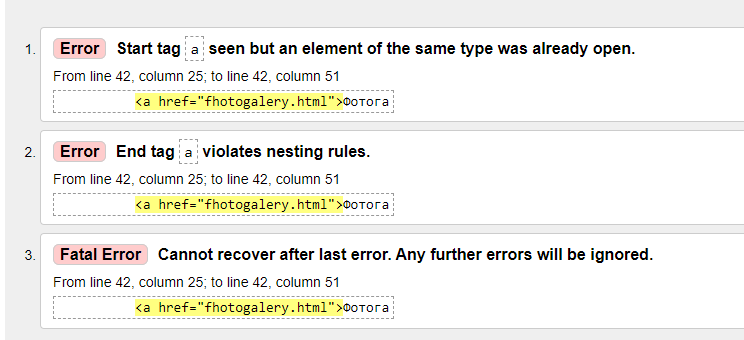 1. Error Start tag a seen but an element of the same type was already open.
From line 42, column 25; to line 42, column 51
<a href="fhotogalery.html">Фотога
2. Error End tag a violates nesting rules.
From line 42, column 25; to line 42, column 51
<a href="fhotogalery.html">Фотога
3. Fatal Error Cannot recover after last error. Any further errors will be ignored.
From line 42, column 25; to line 42, column 51
<a href="fhotogalery.html">Фотога